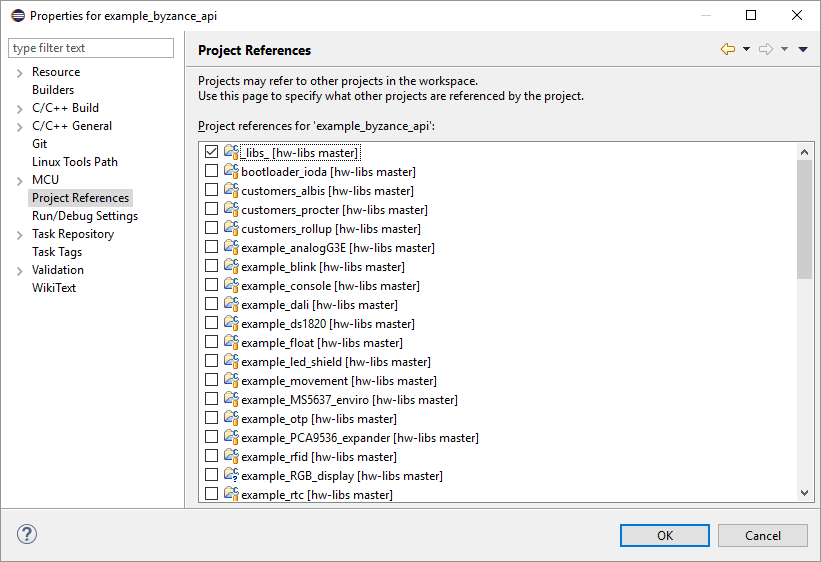 Properties for example_byzance_api
type filter text
Resource
Builders
C/C++ Build
C/C++ General
Git
Linux Tools Path
MCU
Project References
Run/Debug Settings
Task Repository
Task Tags
Validation
WikiText
Project References
Projects may refer to other projects in the workspace.
Use this page to specify what other projects are referenced by the project.
Project references for 'example_byzance_api':
_libs_ [hw-libs master]
bootloader_ioda [hw-libs master]
customers_albis [hw-libs master]
customers_procter [hw-libs master]
customers_rollup [hw-libs master]
example_analogG3E [hw-libs master]
example_blink [hw-libs master]
example_console [hw-libs master]
example_dali [hw-libs master]
example_ds1820 [hw-libs master]
example_float [hw-libs master]
example_led_shield [hw-libs master]
example_movement [hw-libs master]
example_MS5637_enviro [hw-libs master]
example_otp [hw-libs master]
example_PCA9536_expander [hw-libs master]
example_rfid [hw-libs master]
example_RGB_display [hw-libs master]
example_rtc [hw-libs master]
?
OK
Cancel